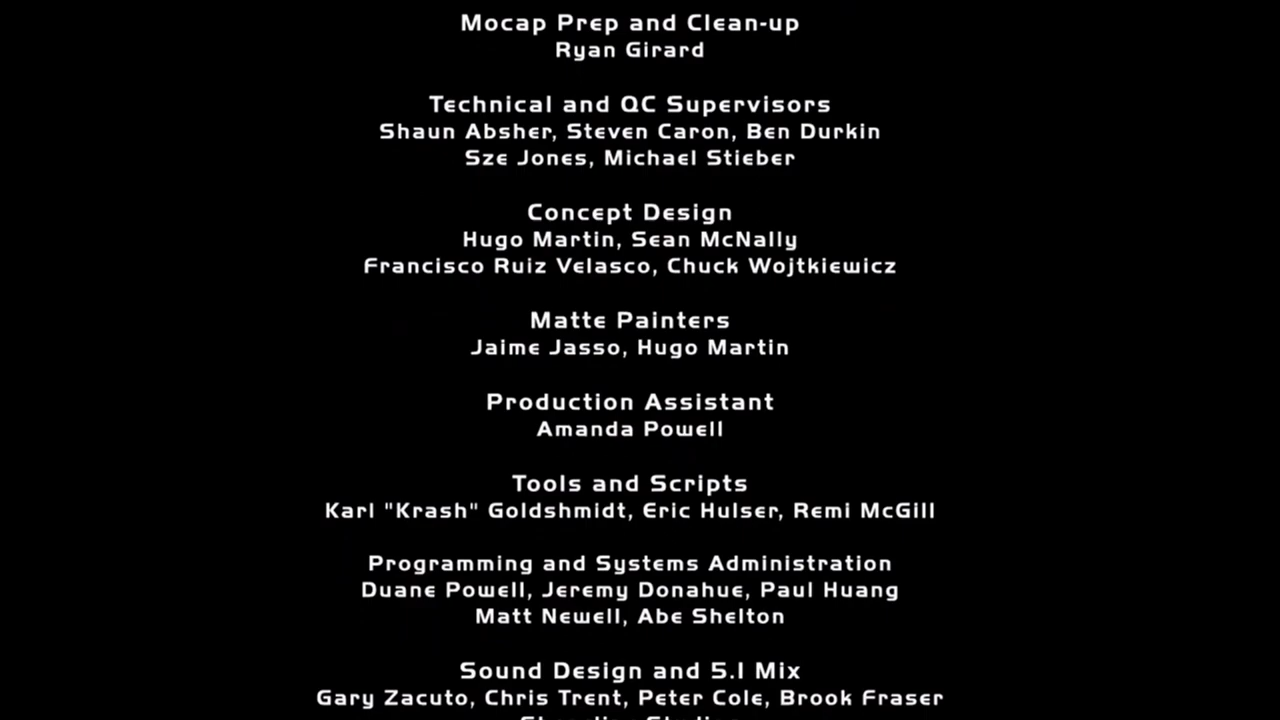 Mocap Prep and Clean-up
Ryan Girard
Technical and QC Supervisors
Shaun Absher, Steven Caron, Ben Durkin
Sze Jones, Michael Stieber
Concept Design
Hugo Martin, Sean McNally
Francisco Ruiz Velasco, Chuck Wojtkiewicz
Matte Painters
Jaime Jasso, Hugo Martin
Production Assistant
Amanda Powell
Tools and Scripts
Karl "Krash" Goldshmidt, Eric Hulser, Remi McGill
Programming and Systems Administration
Duane Powell, Jeremy Donahue, Paul Huang
Matt Newell, Abe Shelton
Sound Design and 5.1 Mix
Gary Zacuto, Chris Trent, Peter Cole, Brook Fraser